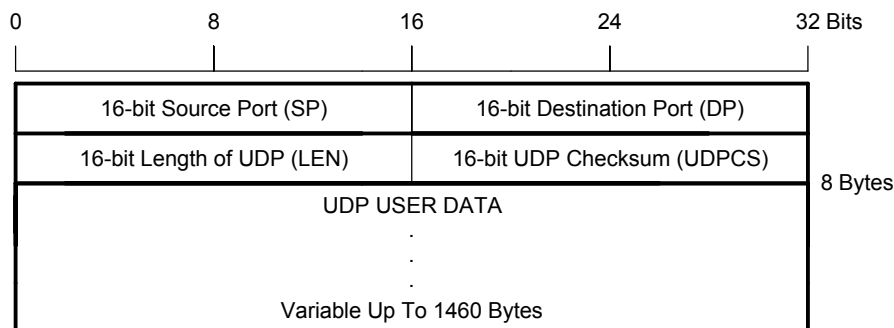 0 8 16 24 32 Bits
16-bit Source Port (SP) 16-bit Destination Port (DP)
16-bit Length of UDP (LEN) 16-bit UDP Checksum (UDPCS)
8 Bytes
UDP USER DATA
.
.
.
Variable Up To 1460 Bytes